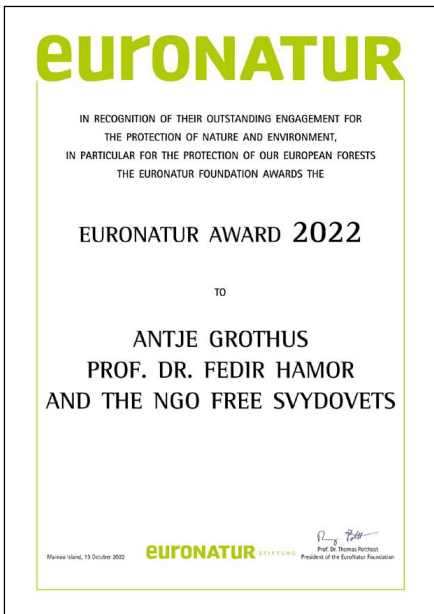 euronatur
IN RECOGNITION OF THEIR OUTSTANDING ENGAGEMENT FOR
THE PROTECTION OF NATURE AND ENVIRONMENT,
IN PARTICULAR FOR THE PROTECTION OF OUR EUROPEAN FORESTS
THE EURONATUR FOUNDATION AWARDS THE
EURONATUR AWARD 2022
TO
ANTJE GROTHUS
PROF. DR. FEDIR HAMOR
AND THE NGO FREE SVYDOVETS
Mainau Island, 13 October 2022
euronatur STIFTUNG
Prof. Dr. Thomas Potthast
President of the EuroNatur Foundation